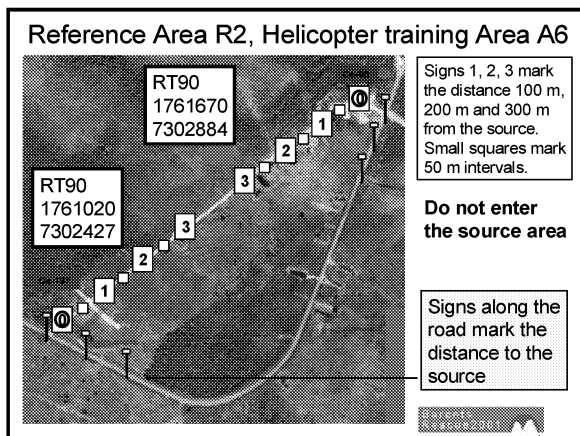 Reference Area R2, Helicopter training Area A6
RT90
1761670
7302884
Signs 1, 2, 3 mark
the distance 100 m,
200 m and 300 m
from the source.
Small squares mark
50 m intervals.
1
2
3
RT90
1761020
7302427
Do not enter
the source area
3
2
1
Signs along the
road mark the
distance to the
source
Barents
Rescue2001